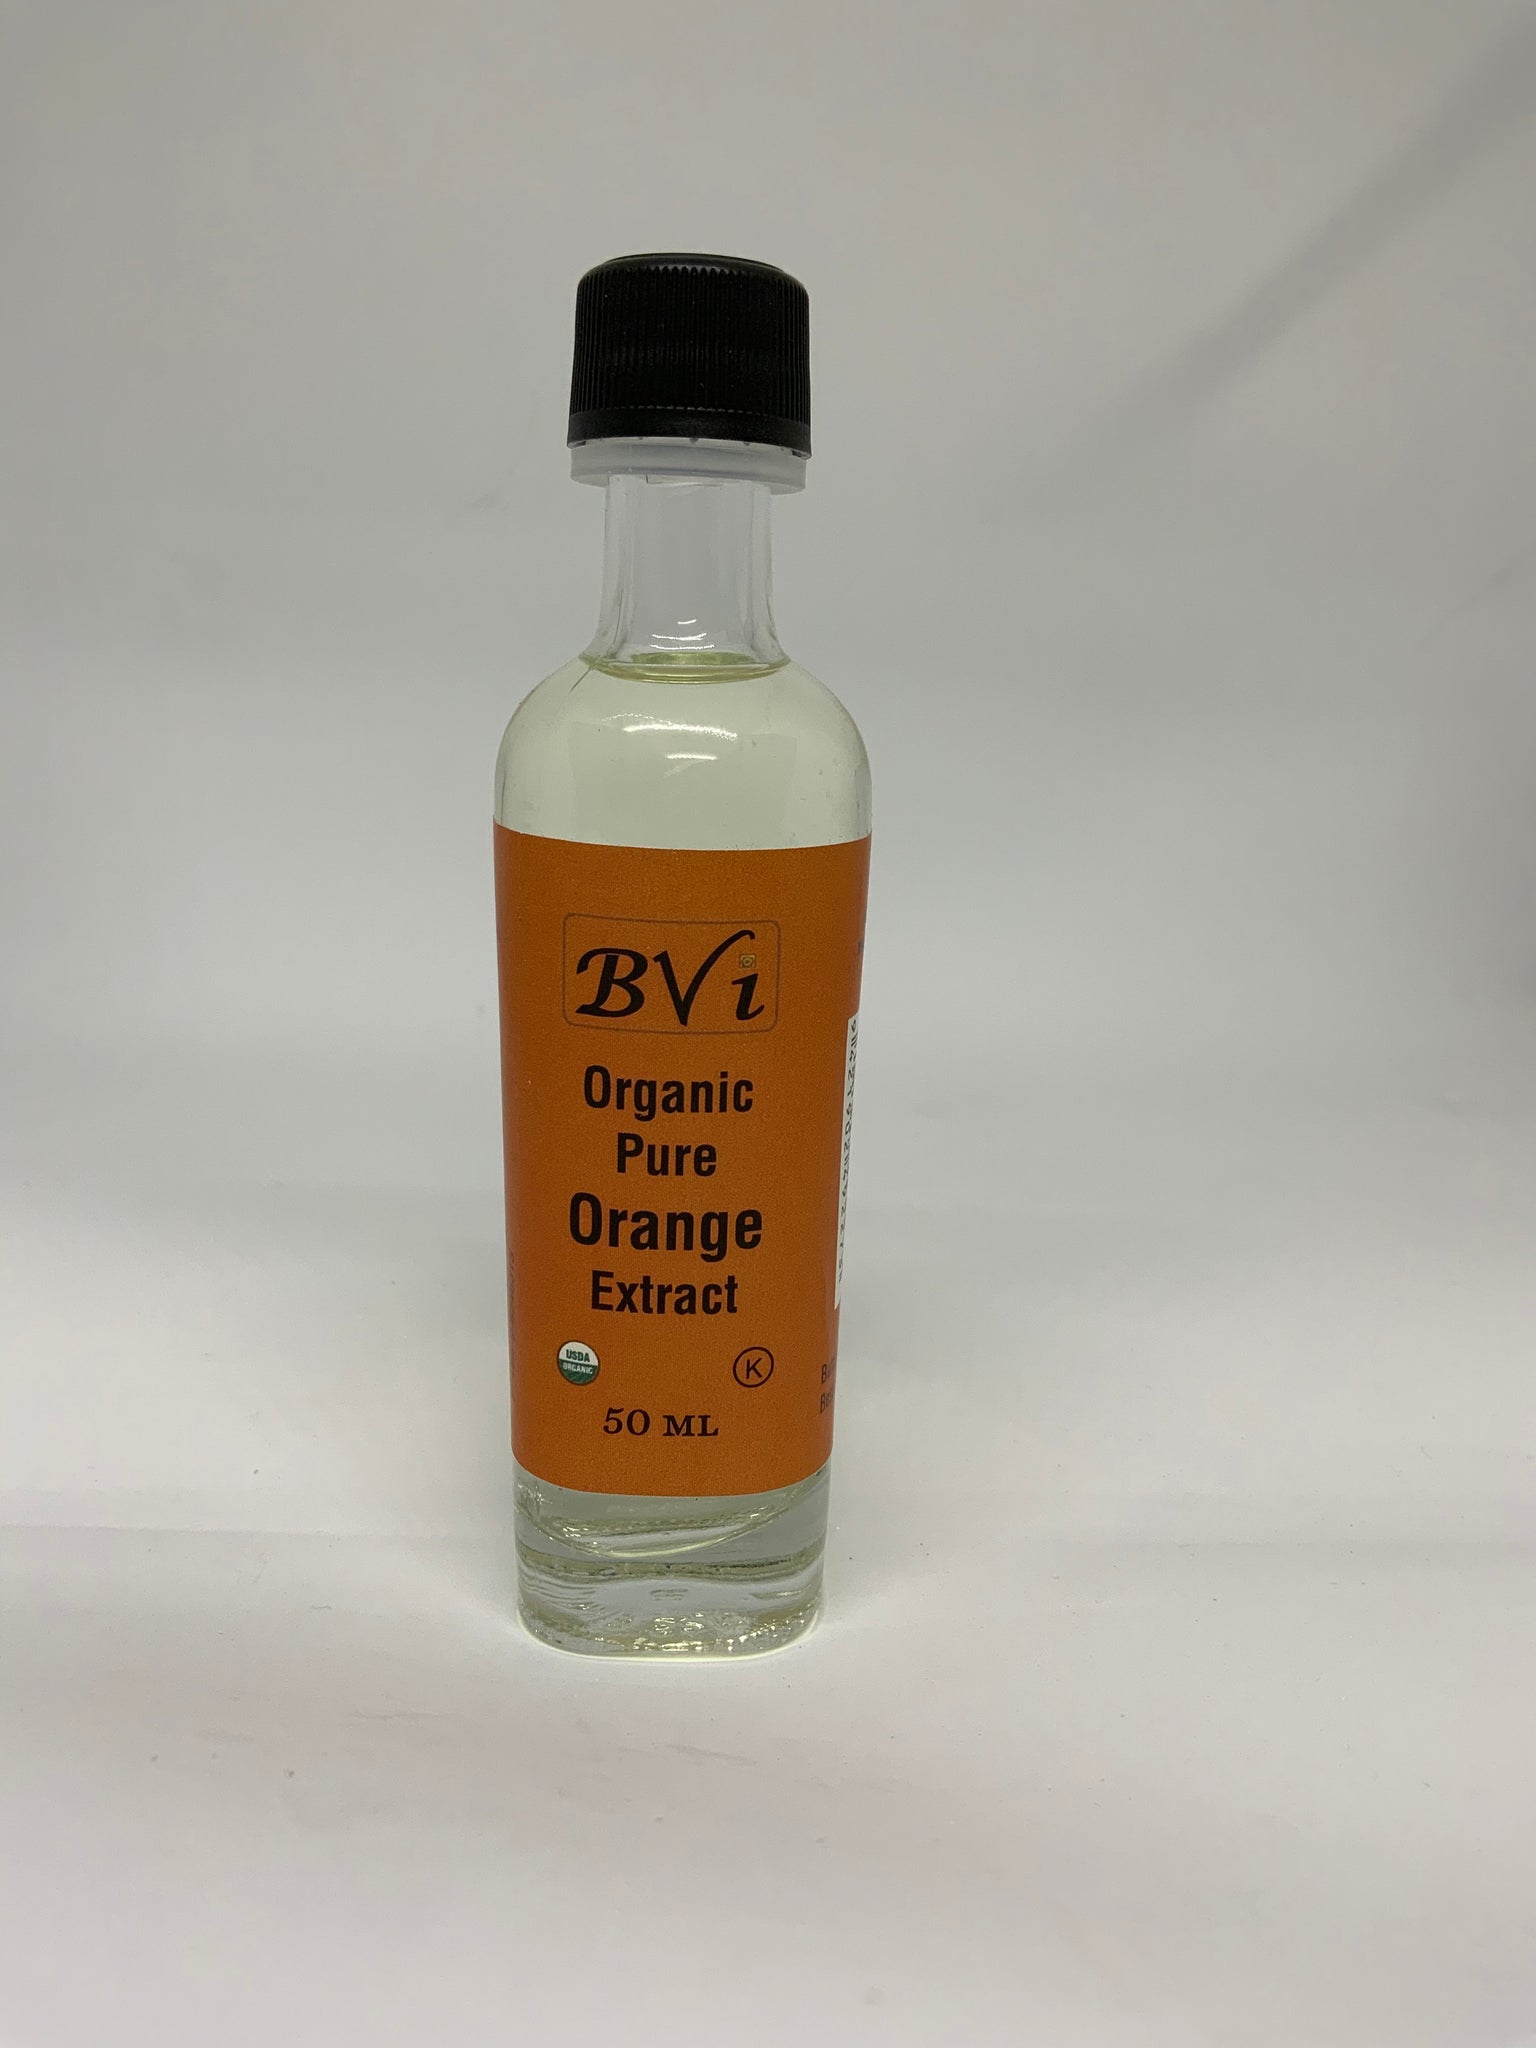 BVi
Organic
Pure
Orange
Extract
USDA
ORGANIC
K
50 ML